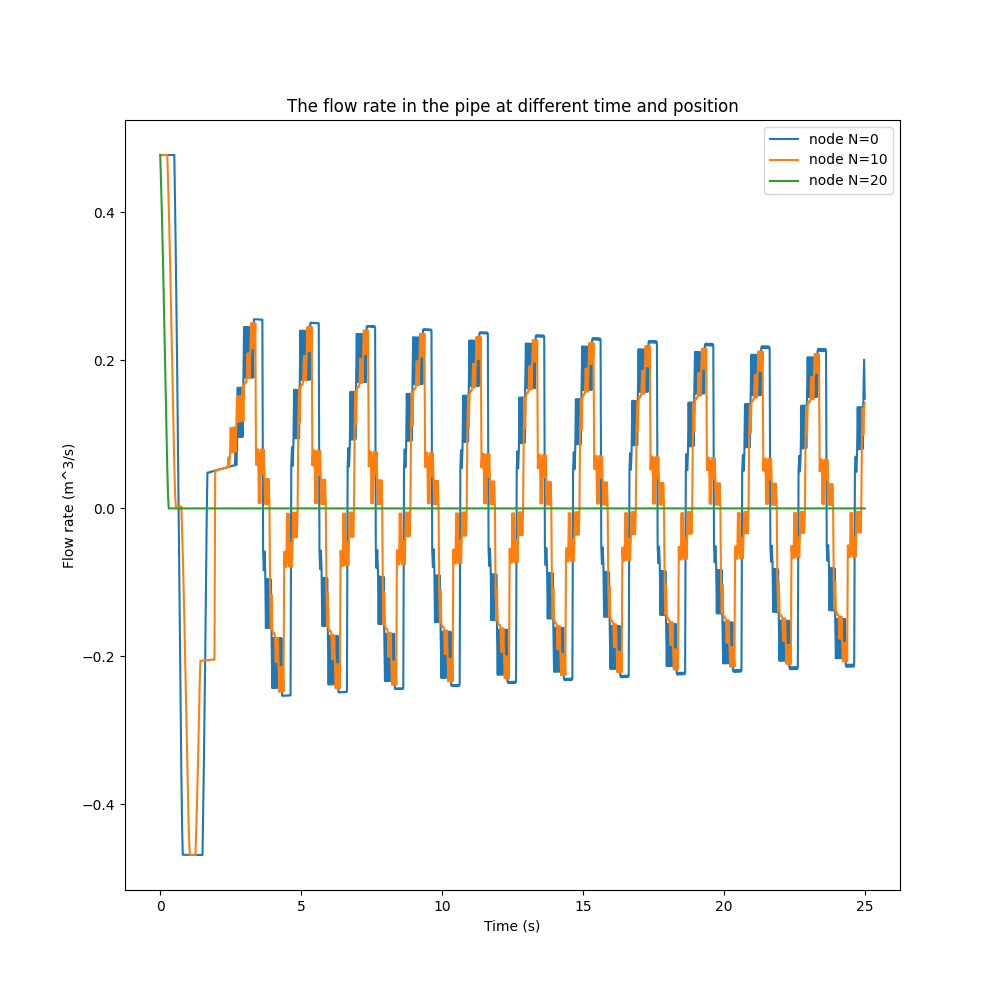 The flow rate in the pipe at different time and position
node N=0
node N=10
node N=20
0.4
0.2
0.0
−0.2
−0.4
Flow rate (m^3/s)
0 5 10 15 20 25
Time (s)